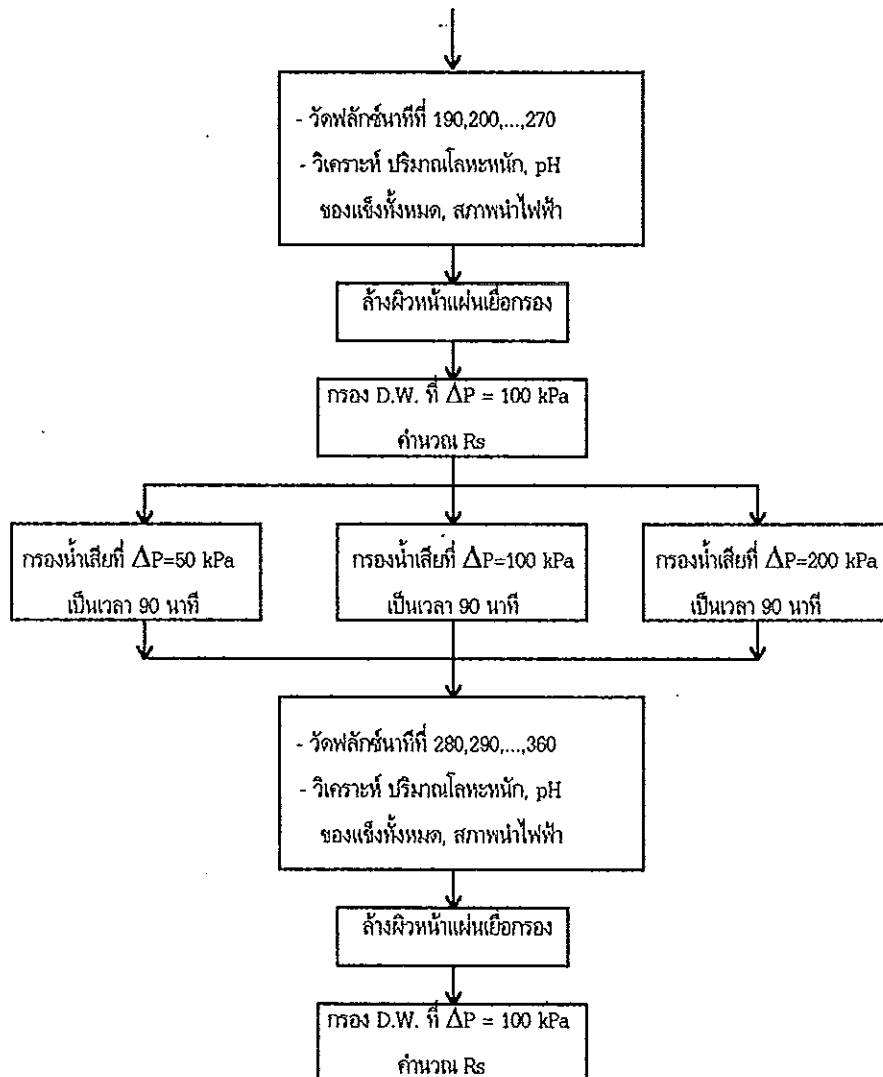 - วัดฟลักซ์นาทีที่ 190,200,...,270
- วิเคราะห์ ปริมาณโลหะหนัก, pH
ของแข็งทั้งหมด, สภาพนำไฟฟ้า
ล้างผิวหน้าแผ่นเยื่อกรอง
กรอง D.W. ที่ ΔP = 100 kPa
คำนวณ Rs
กรองน้ำเสียที่ ΔP=50 kPa
เป็นเวลา 90 นาที
กรองน้ำเสียที่ ΔP=100 kPa
เป็นเวลา 90 นาที
กรองน้ำเสียที่ ΔP=200 kPa
เป็นเวลา 90 นาที
- วัดฟลักซ์นาทีที่ 280,290,...,360
- วิเคราะห์ ปริมาณโลหะหนัก, pH
ของแข็งทั้งหมด, สภาพนำไฟฟ้า
ล้างผิวหน้าแผ่นเยื่อกรอง
กรอง D.W. ที่ ΔP = 100 kPa
คำนวณ Rs